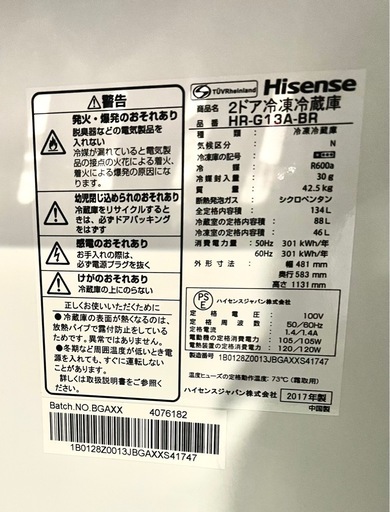 警告
発火・爆発のおそれあり
脱臭器などの電気製品を
入れない
冷媒が漏れていると電気製
品の接点の火花による着火、
着火爆発の原因になる
幼児閉じ込められのおそれあり
冷蔵庫をリサイクルすると
きは、必ずドアパッキング
をはずす
感電のおそれあり
お手入れの際は、
必ず電源プラグを抜く
けがのおそれあり
冷蔵庫の上にのらない
正しくお使いいただくために
●冷蔵庫の表面が熱くなるのは、
放熱パイプで露付防止をしている
ためです。異常ではありません。
●冬期など周囲温度が低いとき電
源を入れても、すぐに運転しない
ことがあります。
詳しくは取扱説明書に記載してい
ます。
Batch.NO.BGAXX 4076182
1B0128Z0013JBGAXXS41747
TÜVRheinland Hisense
商品名 2ドア冷凍冷蔵庫
形名 HR-G13A-BR
種類 冷凍冷蔵庫
気候区分 N
冷凍庫の記号
冷媒 R600a
冷媒封入量 30g
質量 42.5kg
断熱発泡ガス シクロペンタン
全定格内容積 134L
冷蔵室の定格内容積 88L
冷凍室の定格内容積 46L
消費電力量 50Hz 301 kWh/年
60Hz 301 kWh/年
外形寸法 幅 481 mm
奥行 583 mm
高さ 1131 mm
PSE
ハイセンスジャパン株式会社
定格電圧 100V
定格周波数 50/60Hz
定格電流 1.4/1.4A
電動機の定格消費電力 105/105W
電熱装置の定格消費電力 120/120W
製造番号 1B0128Z0013JBGAXXS41747
温度ヒューズの定格動作温度:73℃(霜取用)
2017年製
ハイセンスジャパン株式会社 中国製